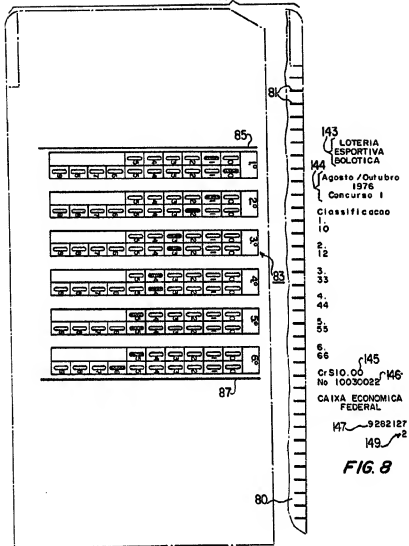 81
143
LOTERIA
ESPORTIVA
BOLOTICA
144
Agosto/Outubro
1976
Concurso 1
Classificacao
1.
10
2.
12
3.
33
4.
44
5.
55
6.
66
145
Cr$10.00
No 10030022
146
CAIXA ECONOMICA
FEDERAL
147
9282127
149
2
85
1º
2º
3º
83
4º
5º
6º
87
80
FIG. 8